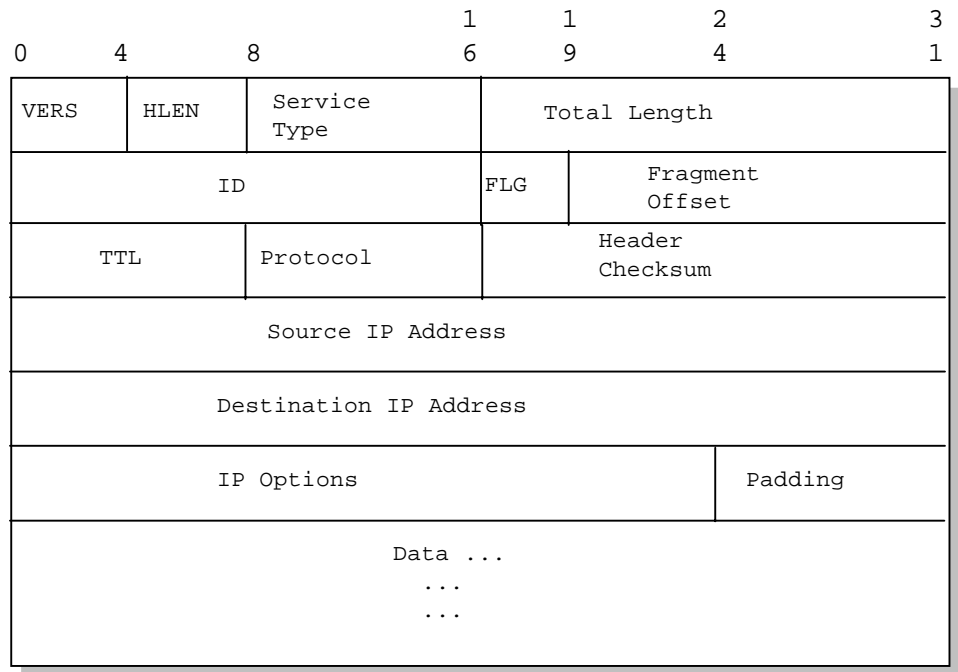 1 1 2 3
0 4 8 6 9 4 1
VERS HLEN Service Type Total Length
ID FLG Fragment Offset
TTL Protocol Header Checksum
Source IP Address
Destination IP Address
IP Options Padding
Data ...
...
...